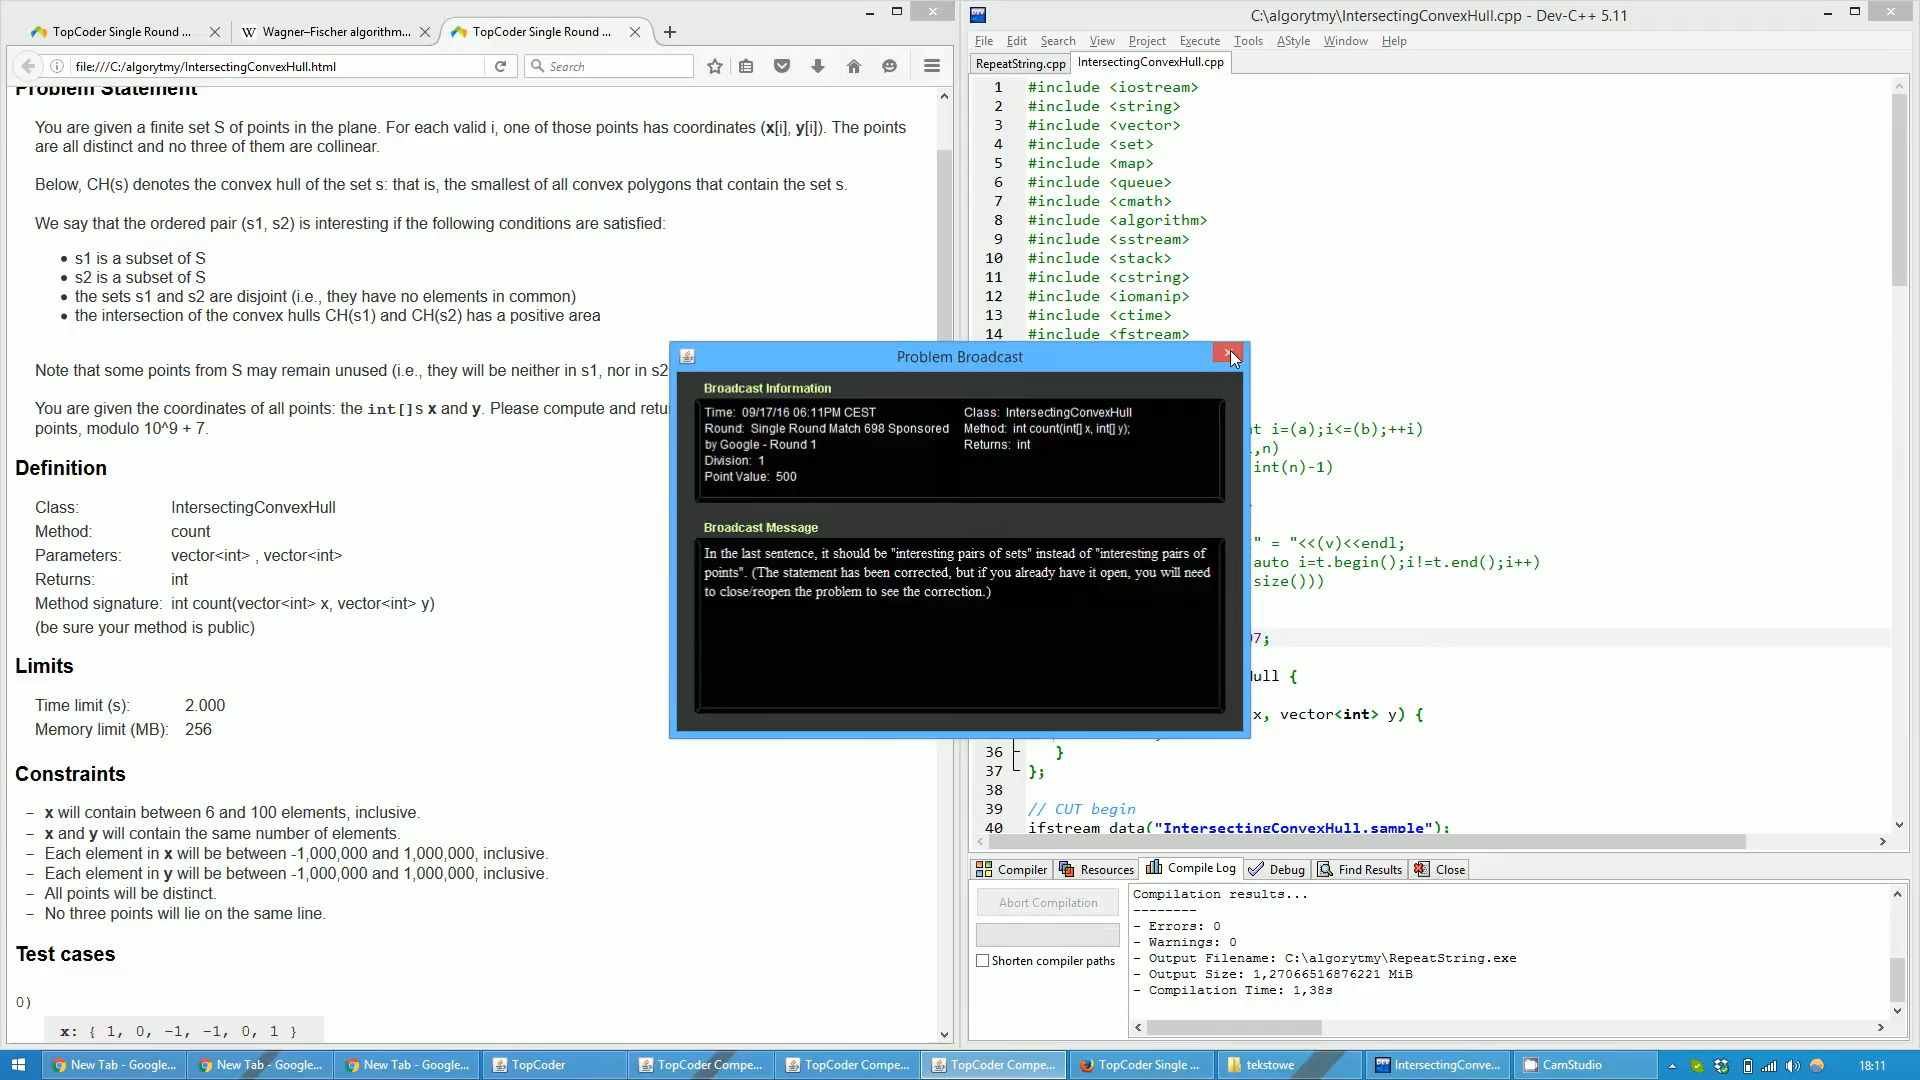 TopCoder Single Round ...
Wagner–Fischer algorithm...
TopCoder Single Round ...
file:///C:/algorytmy/IntersectingConvexHull.html
Search
Problem Statement
You are given a finite set S of points in the plane. For each valid i, one of those points has coordinates (x[i], y[i]). The points
are all distinct and no three of them are collinear.
Below, CH(s) denotes the convex hull of the set s: that is, the smallest of all convex polygons that contain the set s.
We say that the ordered pair (s1, s2) is interesting if the following conditions are satisfied:
• s1 is a subset of S
• s2 is a subset of S
• the sets s1 and s2 are disjoint (i.e., they have no elements in common)
• the intersection of the convex hulls CH(s1) and CH(s2) has a positive area
Note that some points from S may remain unused (i.e., they will be neither in s1, nor in s2
You are given the coordinates of all points: the int[]s x and y. Please compute and retu
points, modulo 10^9 + 7.
Definition
Class: IntersectingConvexHull
Method: count
Parameters: vector<int> , vector<int>
Returns: int
Method signature: int count(vector<int> x, vector<int> y)
(be sure your method is public)
Limits
Time limit (s): 2.000
Memory limit (MB): 256
Constraints
– x will contain between 6 and 100 elements, inclusive.
– x and y will contain the same number of elements.
– Each element in x will be between -1,000,000 and 1,000,000, inclusive.
– Each element in y will be between -1,000,000 and 1,000,000, inclusive.
– All points will be distinct.
– No three points will lie on the same line.
Test cases
0)
x: { 1, 0, -1, -1, 0, 1 }
Problem Broadcast
Broadcast Information
Time: 09/17/16 06:11PM CEST
Round: Single Round Match 698 Sponsored
by Google - Round 1
Division: 1
Point Value: 500
Class: IntersectingConvexHull
Method: int count(int[] x, int[] y);
Returns: int
Broadcast Message
In the last sentence, it should be "interesting pairs of sets" instead of "interesting pairs of
points". (The statement has been corrected, but if you already have it open, you will need
to close/reopen the problem to see the correction.)
C:\algorytmy\IntersectingConvexHull.cpp - Dev-C++ 5.11
File Edit Search View Project Execute Tools AStyle Window Help
RepeatString.cpp IntersectingConvexHull.cpp
1 #include <iostream>
2 #include <string>
3 #include <vector>
4 #include <set>
5 #include <map>
6 #include <queue>
7 #include <cmath>
8 #include <algorithm>
9 #include <sstream>
10 #include <stack>
11 #include <cstring>
12 #include <iomanip>
13 #include <ctime>
14 #include <fstream>
t i=(a);i<=(b);++i)
,n)
int(n)-1)
" = "<<(v)<<endl;
auto i=t.begin();i!=t.end();i++)
size()))
07;
Hull {
x, vector<int> y) {
36 }
37 };
38
39 // CUT begin
40 ifstream data("IntersectingConvexHull.sample");
Compiler Resources Compile Log Debug Find Results Close
Abort Compilation
Shorten compiler paths
Compilation results...
--------
- Errors: 0
- Warnings: 0
- Output Filename: C:\algorytmy\RepeatString.exe
- Output Size: 1,27066516876221 MiB
- Compilation Time: 1,38s
New Tab - Google...
New Tab - Google...
New Tab - Google...
TopCoder
TopCoder Compe...
TopCoder Compe...
TopCoder Compe...
TopCoder Single ...
tekstowe
IntersectingConve...
CamStudio
18:11